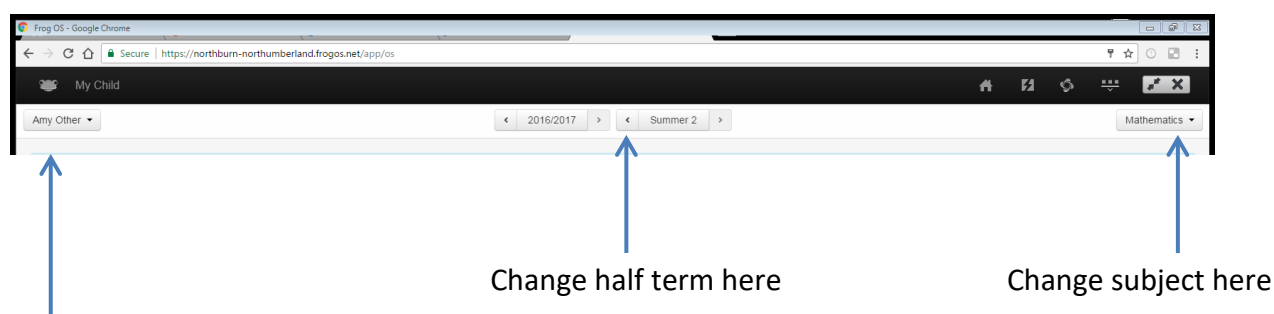 Frog OS - Google Chrome
Secure | https://northburn-northumberland.frogos.net/app/os
My Child
Amy Other 2016/2017 Summer 2 Mathematics
Change half term here Change subject here